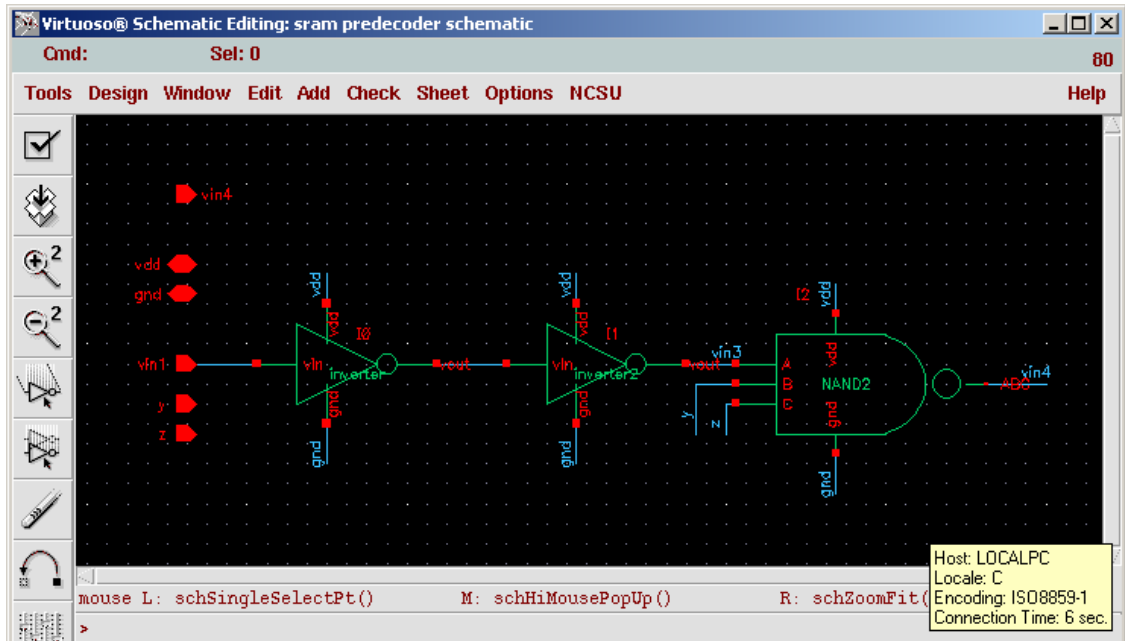 Virtuoso® Schematic Editing: sram predecoder schematic
Cmd: Sel: 0 80
Tools Design Window Edit Add Check Sheet Options NCSU Help
vin4
2
vdd
gnd
2
vin1
y
z
vdd
vdd
I0
vin
inverter
gnd
gnd
vout
vdd
vdd
I1
vin
inverter2
gnd
gnd
vout
vin3
y
z
I2
vdd
vdd
A
B
C
NAND2
gnd
gnd
ABC
vin4
mouse L: schSingleSelectPt() M: schHiMousePopUp() R: schZoomFit(
>
Host: LOCALPC
Locale: C
Encoding: ISO8859-1
Connection Time: 6 sec.